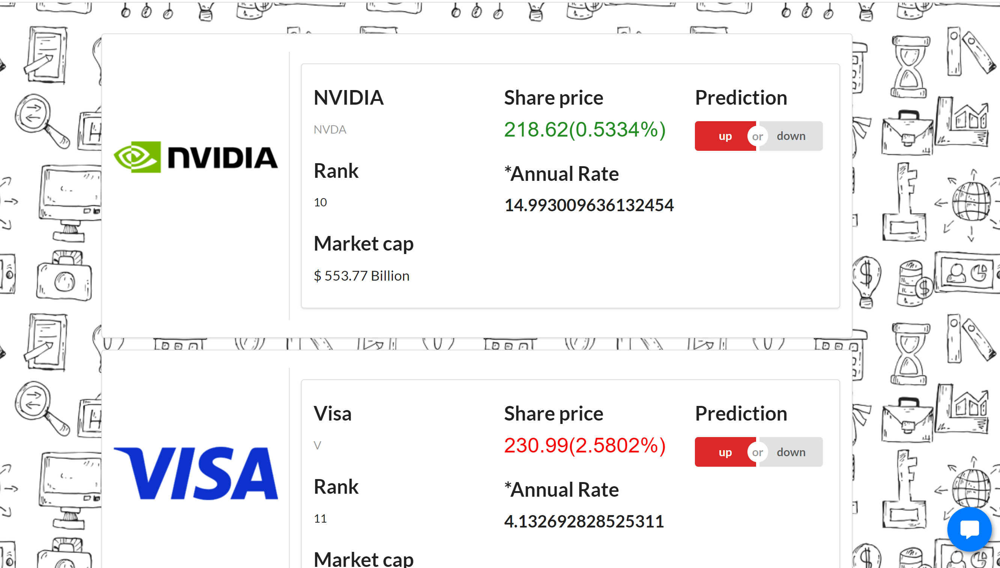 NVIDIA
NVIDIA
NVDA
Rank
10
Market cap
$ 553.77 Billion
Share price
218.62(0.5334%)
*Annual Rate
14.993009636132454
Prediction
up or down
VISA
Visa
V
Rank
11
Market cap
Share price
230.99(2.5802%)
*Annual Rate
4.132692828525311
Prediction
up or down